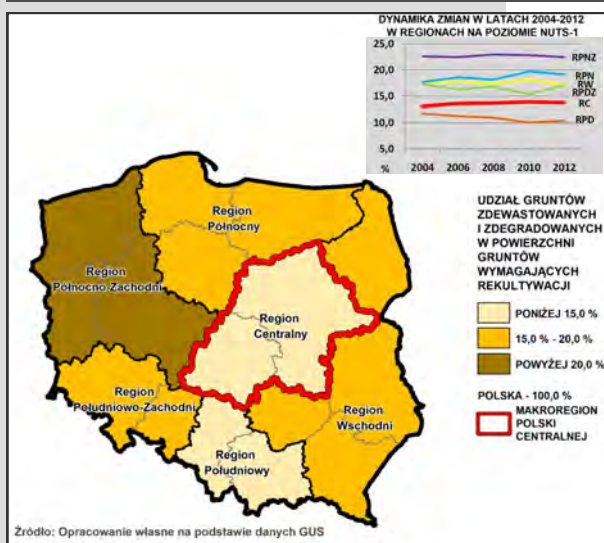 DYNAMIKA ZMIAN W LATACH 2004-2012
W REGIONACH NA POZIOMIE NUTS-1
25,0
20,0
15,0
10,0
5,0
%
2004 2006 2008 2010 2012
RPNZ
RPN
RW
RPDZ
RC
RPD
UDZIAŁ GRUNTÓW
ZDEWASTOWANYCH
I ZDEGRADOWANYCH
W POWIERZCHNI
GRUNTÓW
WYMAGAJĄCYCH
REKULTYWACJI
PONIŻEJ 15,0 %
15,0 % - 20,0 %
POWYŻEJ 20,0 %
POLSKA - 100,0 %
MAKROREGION
POLSKI
CENTRALNEJ
Region
Północny
Region
Północno-Zachodni
Region
Centralny
Region
Południowo-Zachodni
Region
Wschodni
Region
Południowy
Źródło: Opracowanie własne na podstawie danych GUS